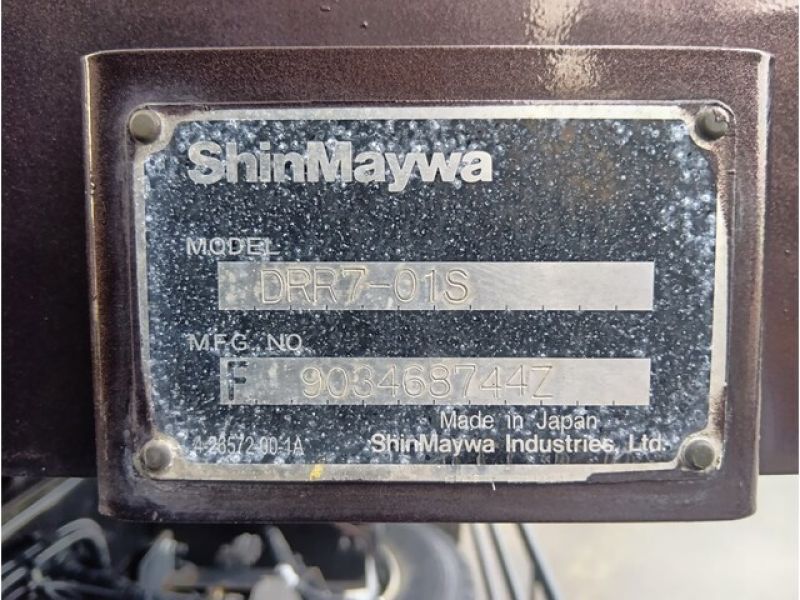 ShinMaywa
MODEL
DRR7-01S
MFG. NO.
F 903468744Z
Made in Japan
4-28572-00-1A
ShinMaywa Industries, Ltd.